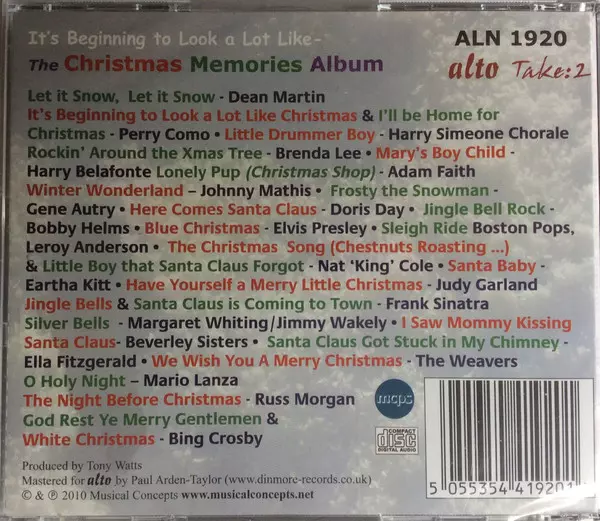 It's Beginning to Look a Lot Like-
ALN 1920
The Christmas Memories Album
alto Take:2
Let it Snow, Let it Snow - Dean Martin
It's Beginning to Look a Lot Like Christmas & I'll be Home for
Christmas - Perry Como • Little Drummer Boy - Harry Simeone Chorale
Rockin' Around the Xmas Tree - Brenda Lee • Mary's Boy Child -
Harry Belafonte Lonely Pup (Christmas Shop) - Adam Faith
Winter Wonderland – Johnny Mathis • Frosty the Snowman -
Gene Autry • Here Comes Santa Claus - Doris Day • Jingle Bell Rock -
Bobby Helms • Blue Christmas - Elvis Presley • Sleigh Ride Boston Pops,
Leroy Anderson • The Christmas Song (Chestnuts Roasting ...)
& Little Boy that Santa Claus Forgot - Nat 'King' Cole • Santa Baby -
Eartha Kitt • Have Yourself a Merry Little Christmas - Judy Garland
Jingle Bells & Santa Claus is Coming to Town - Frank Sinatra
Silver Bells - Margaret Whiting/Jimmy Wakely • I Saw Mommy Kissing
Santa Claus- Beverley Sisters • Santa Claus Got Stuck in My Chimney -
Ella Fitzgerald • We Wish You A Merry Christmas - The Weavers
O Holy Night – Mario Lanza
The Night Before Christmas - Russ Morgan
God Rest Ye Merry Gentlemen &
White Christmas - Bing Crosby
mcps
COMPACT
disc
DIGITAL AUDIO
Produced by Tony Watts
Mastered for alto by Paul Arden-Taylor (www.dinmore-records.co.uk)
© & ℗ 2010 Musical Concepts www.musicalconcepts.net
5 055354 419201